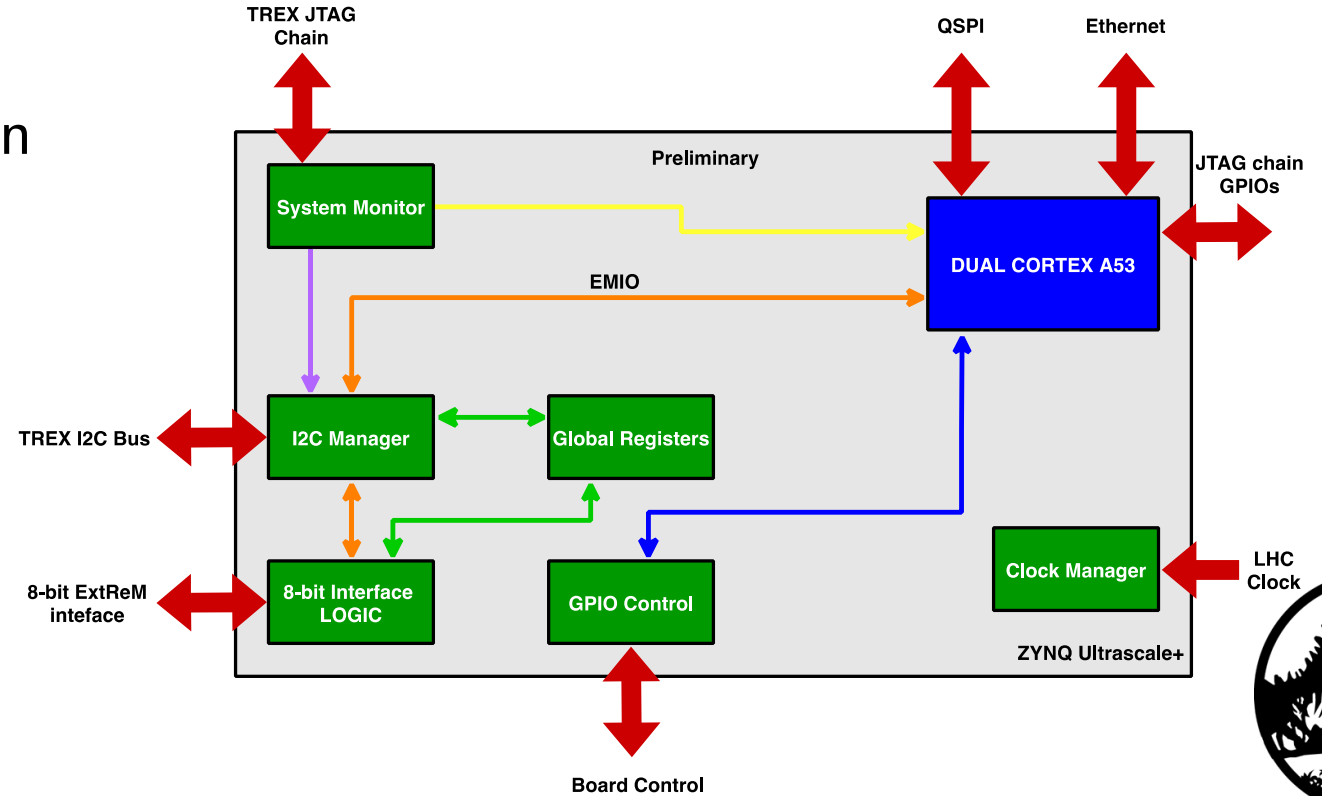 TREX JTAG
Chain
QSPI
Ethernet
n
Preliminary
JTAG chain
GPIOs
System Monitor
DUAL CORTEX A53
EMIO
TREX I2C Bus
I2C Manager
Global Registers
8-bit ExtReM
inteface
8-bit Interface
LOGIC
GPIO Control
Clock Manager
LHC
Clock
ZYNQ Ultrascale+
Board Control